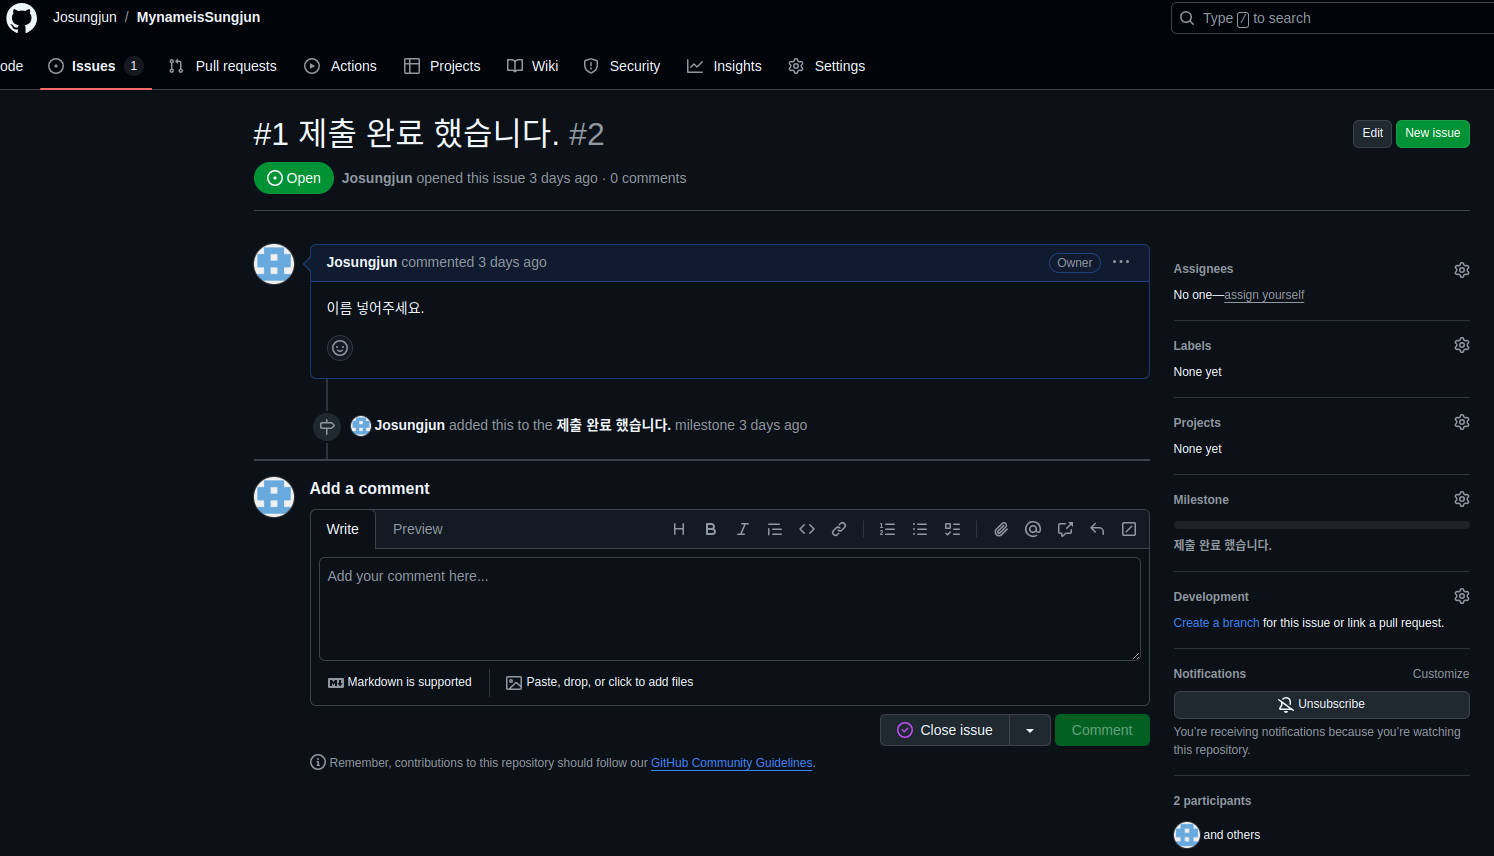 Josungjun / MynameisSungjun
Type / to search
ode Issues 1 Pull requests Actions Projects Wiki Security Insights Settings
#1 제출 완료 했습니다. #2
Edit New issue
Open Josungjun opened this issue 3 days ago · 0 comments
Josungjun commented 3 days ago Owner
이름 넣어주세요.
Josungjun added this to the 제출 완료 했습니다. milestone 3 days ago
Add a comment
Write Preview
Add your comment here...
Markdown is supported Paste, drop, or click to add files
Close issue Comment
Remember, contributions to this repository should follow our GitHub Community Guidelines.
Assignees
No one—assign yourself
Labels
None yet
Projects
None yet
Milestone
제출 완료 했습니다.
Development
Create a branch for this issue or link a pull request.
Notifications Customize
Unsubscribe
You're receiving notifications because you're watching
this repository.
2 participants
and others